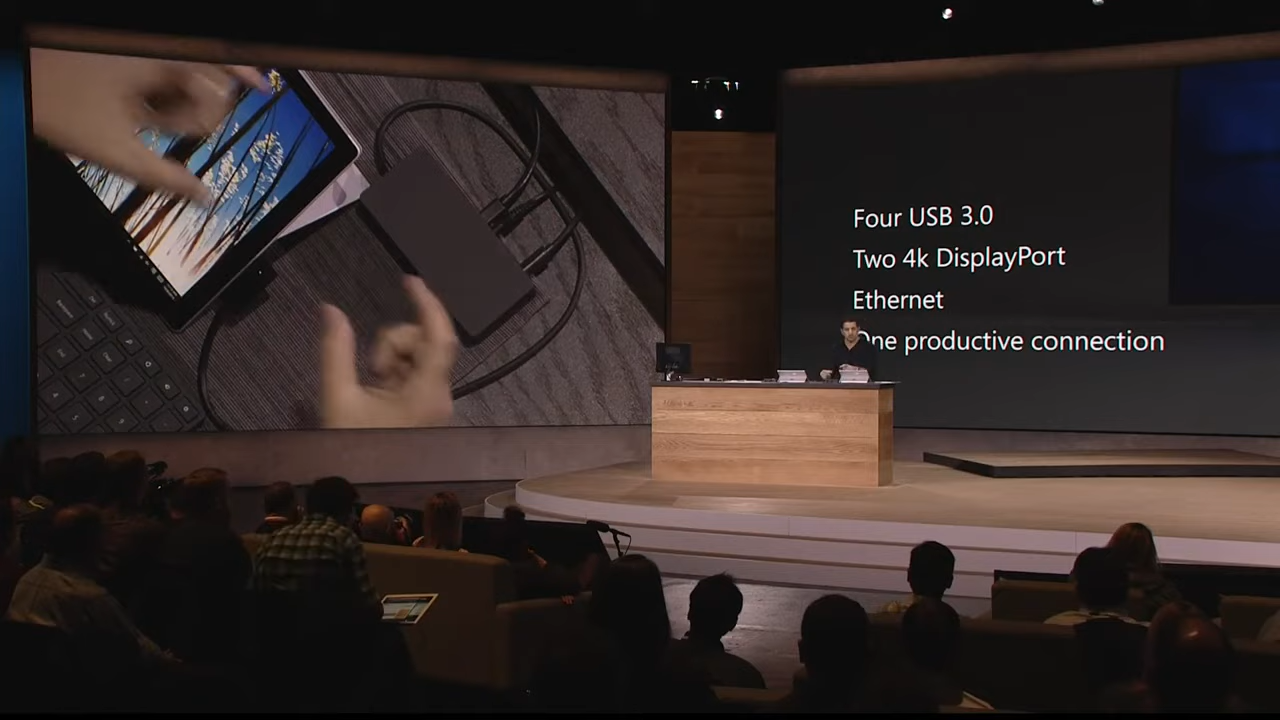 Four USB 3.0
Two 4k DisplayPort
Ethernet
One productive connection